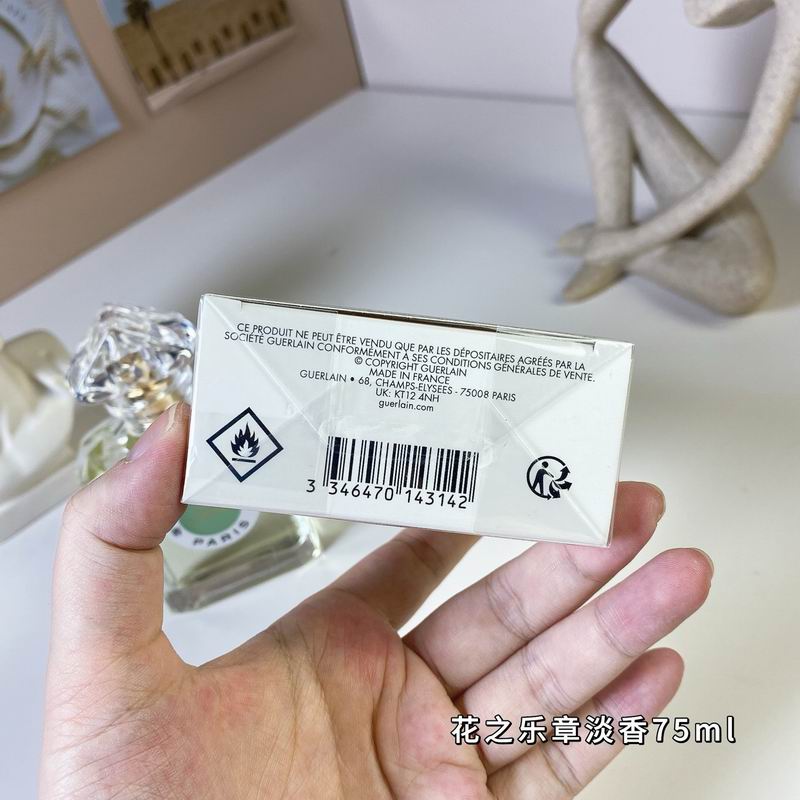 CE PRODUIT NE PEUT ÊTRE VENDU QUE PAR LES DÉPOSITAIRES AGRÉÉS PAR LA
SOCIÉTÉ GUERLAIN CONFORMÉMENT À SES CONDITIONS GÉNÉRALES DE VENTE.
© COPYRIGHT GUERLAIN
MADE IN FRANCE
GUERLAIN • 68, CHAMPS-ELYSEES - 75008 PARIS
UK: KT12 4NH
guerlain.com
3 346470 143142
PARIS
花之乐章淡香75ml